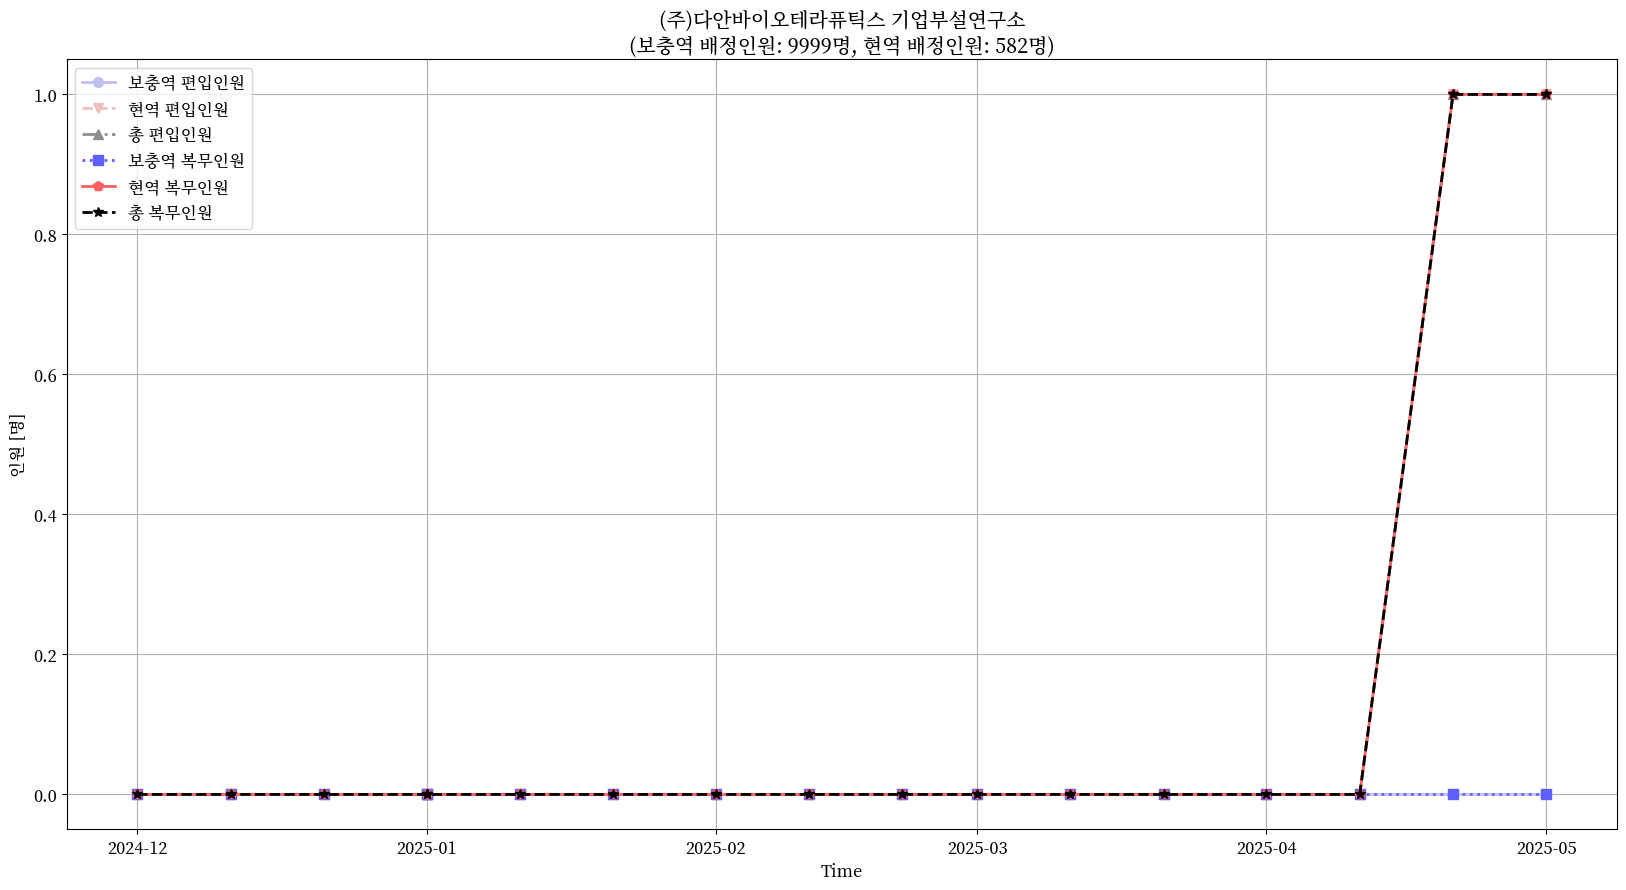 (주)다안바이오테라퓨틱스 기업부설연구소
(보충역 배정인원: 9999명, 현역 배정인원: 582명)
보충역 편입인원
현역 편입인원
총 편입인원
보충역 복무인원
현역 복무인원
총 복무인원
1.0
0.8
0.6
0.4
0.2
0.0
인원 [명]
2024-12
2025-01
2025-02
2025-03
2025-04
2025-05
Time